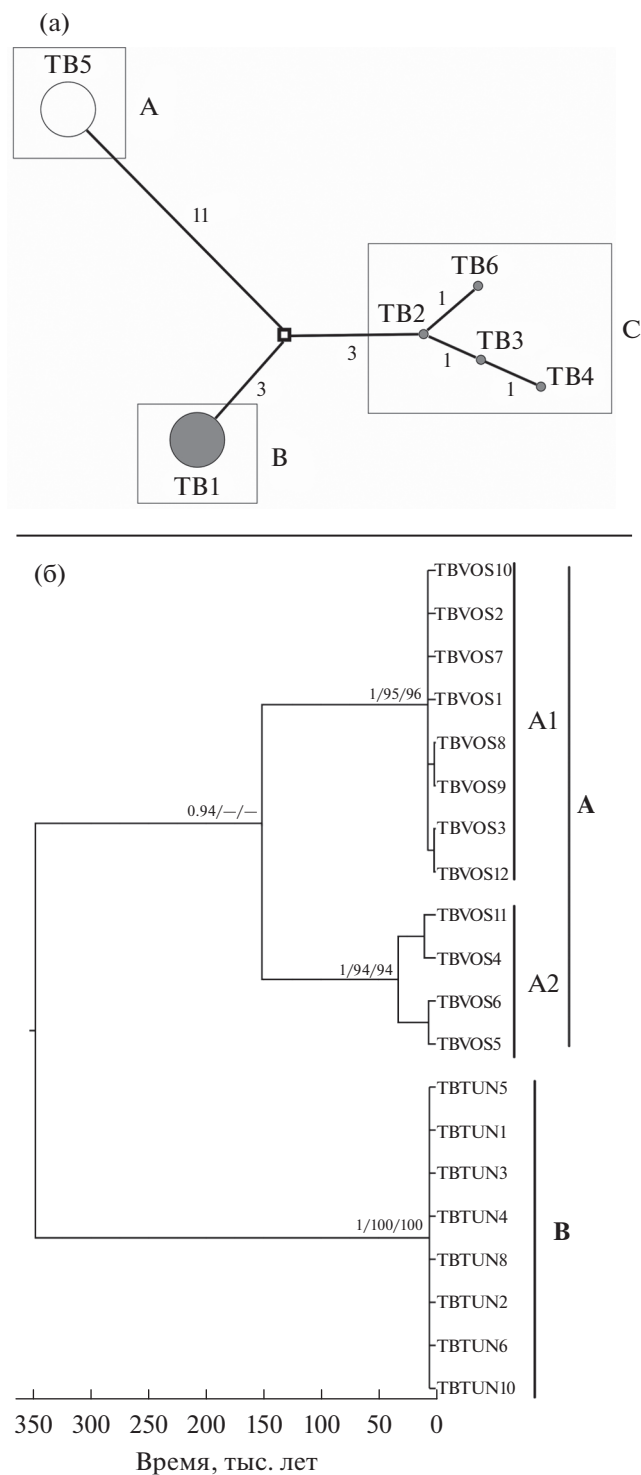 (а)
TB5
A
11
TB6
1
TB2
C
TB3
3
1
TB4
1
3
B
TB1
(б)
TBVOS10
TBVOS2
TBVOS7
1/95/96
TBVOS1
A1
TBVOS8
TBVOS9
A
0.94/—/—
TBVOS3
TBVOS12
TBVOS11
1/94/94
TBVOS4
A2
TBVOS6
TBVOS5
TBTUN5
TBTUN1
TBTUN3
1/100/100
TBTUN4
B
TBTUN8
TBTUN2
TBTUN6
TBTUN10
350 300 250 200 150 100 50 0
Время, тыс. лет